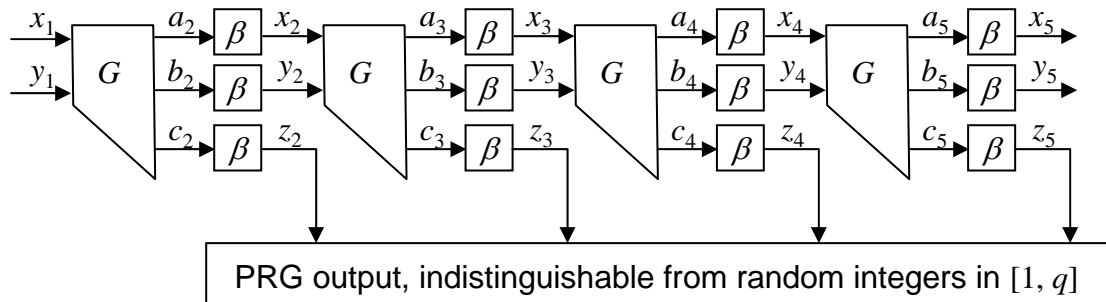 x₁ a₂ β x₂ a₃ β x₃ a₄ β x₄ a₅ β x₅
y₁ G b₂ β y₂ G b₃ β y₃ G b₄ β y₄ G b₅ β y₅
c₂ β z₂ c₃ β z₃ c₄ β z₄ c₅ β z₅
PRG output, indistinguishable from random integers in [1, q]